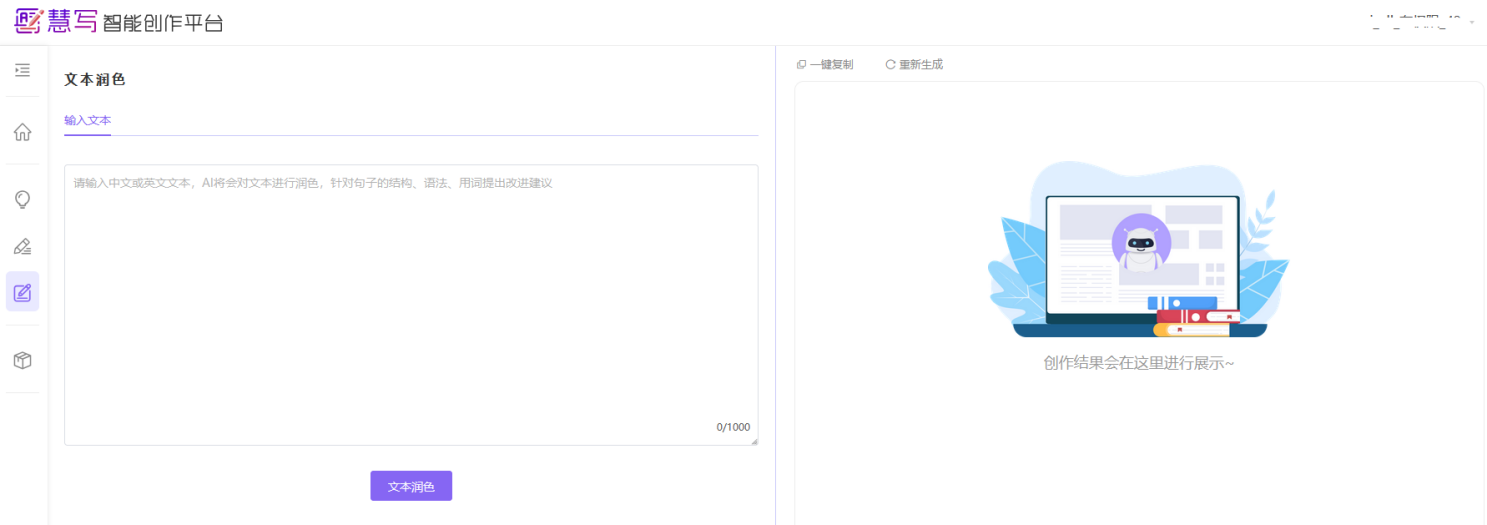 慧写 智能创作平台
文本润色
输入文本
请输入中文或英文文本，AI将会对文本进行润色，针对句子的结构、语法、用词提出改进建议
0/1000
文本润色
一键复制 重新生成
创作结果会在这里进行展示~